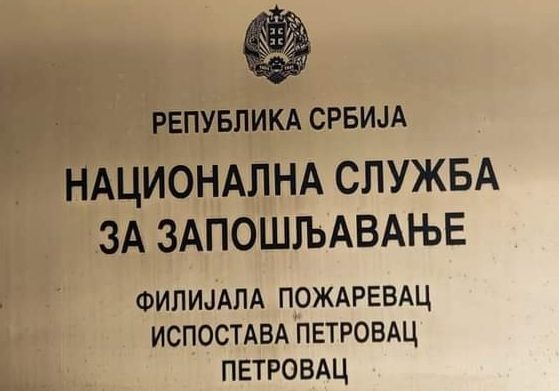 РЕПУБЛИКА СРБИЈА
НАЦИОНАЛНА СЛУЖБА
ЗА ЗАПОШЉАВАЊЕ
ФИЛИЈАЛА ПОЖАРЕВАЦ
ИСПОСТАВА ПЕТРОВАЦ
ПЕТРОВАЦ